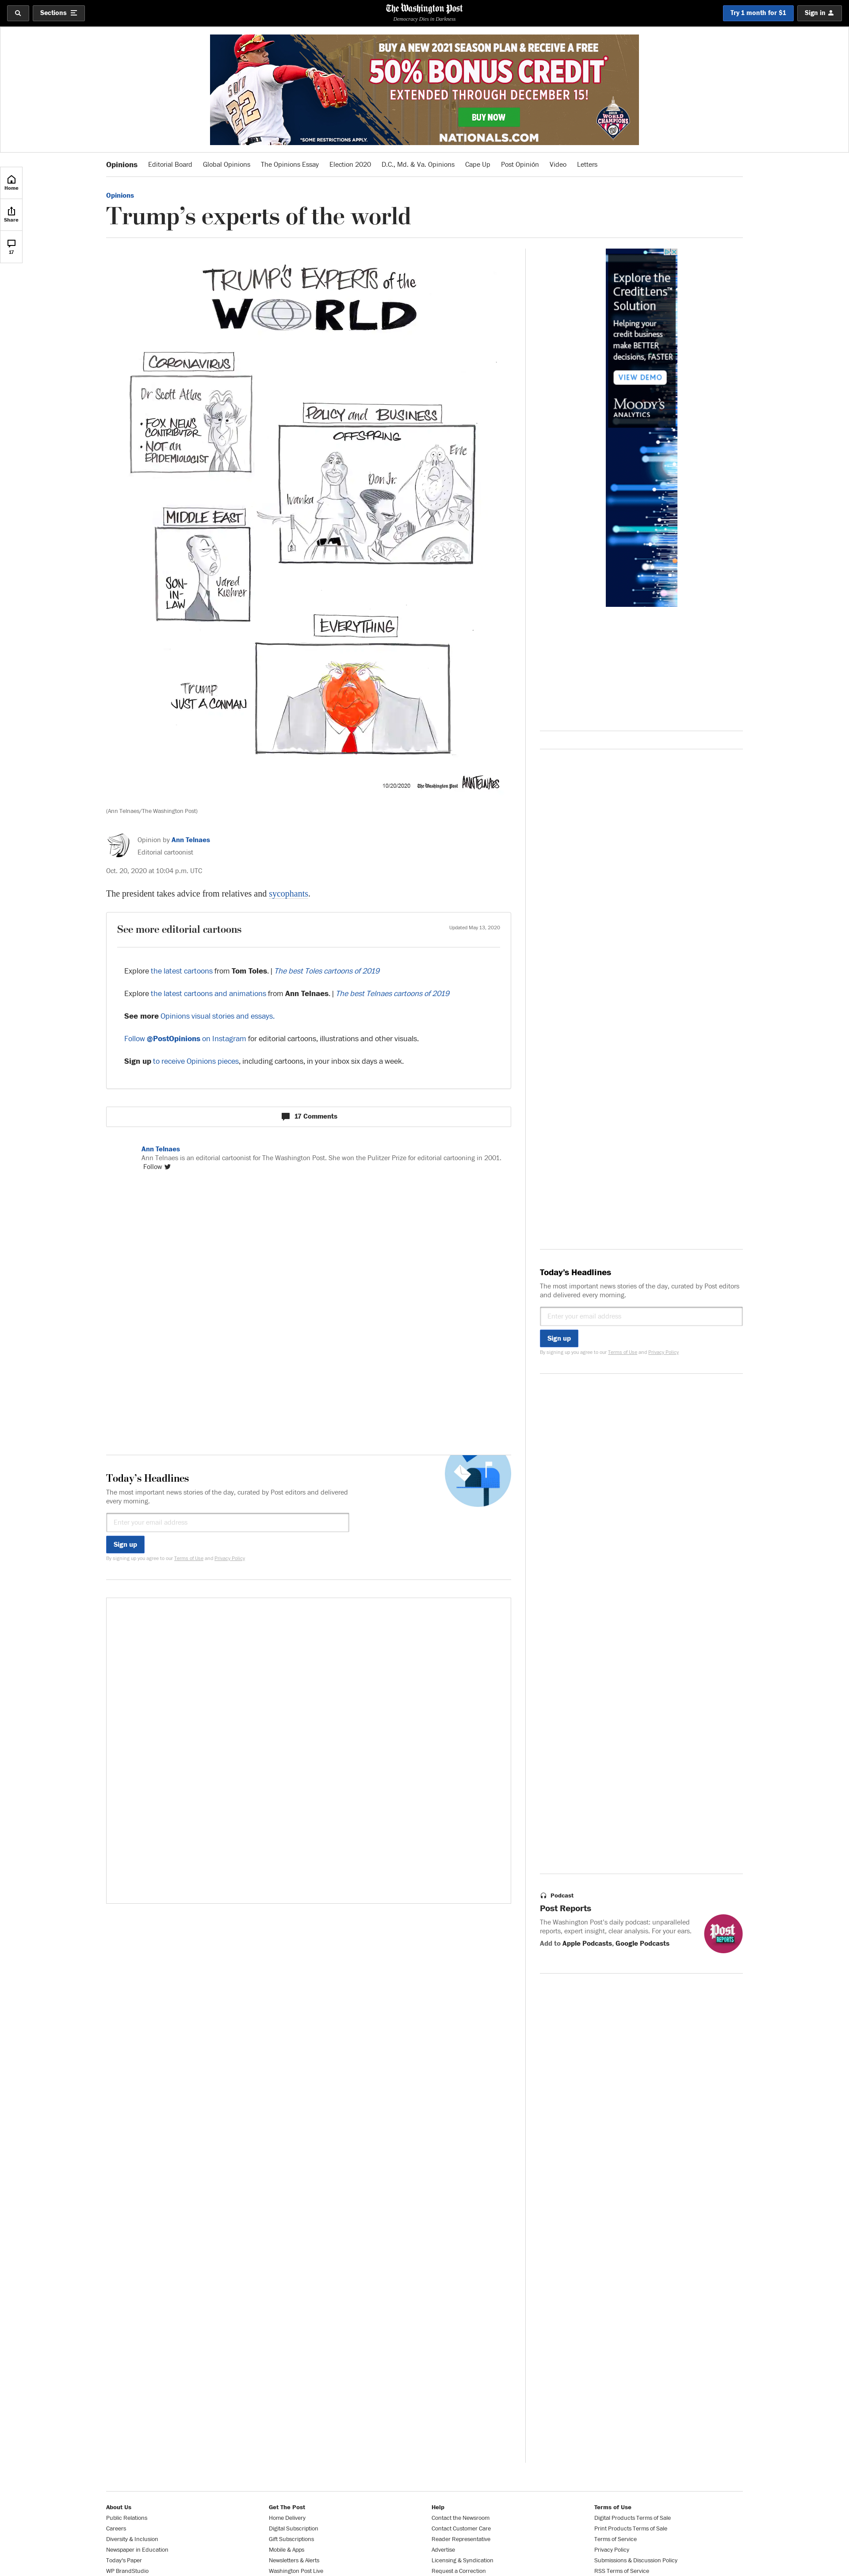 Sections
The Washington Post
Democracy Dies in Darkness
Try 1 month for $1
Sign in
BUY A NEW 2021 SEASON PLAN & RECEIVE A FREE
50% BONUS CREDIT*
EXTENDED THROUGH DECEMBER 15!
BUY NOW
*SOME RESTRICTIONS APPLY.
NATIONALS.COM
WORLD
CHAMPIONS
22
Home
Share
17
Opinions
Editorial Board
Global Opinions
The Opinions Essay
Election 2020
D.C., Md. & Va. Opinions
Cape Up
Post Opinión
Video
Letters
Opinions
Trump’s experts of the world
TRUMP'S EXPERTS of the
WORLD
CORONAVIRUS
Dr Scott Atlas
• FOX NEWS
CONTRIBUTOR
• NOT an
EPIDEMIOLOGIST
POLICY and BUSINESS
OFFSPRING
Ivanka
Don Jr.
Eric
MIDDLE EAST
SON-
IN-
LAW
Jared
Kushner
EVERYTHING
Trump
JUST A CONMAN
10/20/2020
The Washington Post
ANN TELNAES
(Ann Telnaes/The Washington Post)
Opinion by Ann Telnaes
Editorial cartoonist
Oct. 20, 2020 at 10:04 p.m. UTC
The president takes advice from relatives and sycophants.
See more editorial cartoons
Updated May 13, 2020
Explore the latest cartoons from Tom Toles. | The best Toles cartoons of 2019
Explore the latest cartoons and animations from Ann Telnaes. | The best Telnaes cartoons of 2019
See more Opinions visual stories and essays.
Follow @PostOpinions on Instagram for editorial cartoons, illustrations and other visuals.
Sign up to receive Opinions pieces, including cartoons, in your inbox six days a week.
17 Comments
Ann Telnaes
Ann Telnaes is an editorial cartoonist for The Washington Post. She won the Pulitzer Prize for editorial cartooning in 2001.
Follow
Today’s Headlines
The most important news stories of the day, curated by Post editors and delivered
every morning.
Enter your email address
Sign up
By signing up you agree to our Terms of Use and Privacy Policy
Explore the
CreditLens™
Solution
Helping your
credit business
make BETTER
decisions, FASTER
VIEW DEMO
MOODY'S
ANALYTICS
Today's Headlines
The most important news stories of the day, curated by Post editors
and delivered every morning.
Enter your email address
Sign up
By signing up you agree to our Terms of Use and Privacy Policy
Podcast
Post Reports
The Washington Post's daily podcast: unparalleled
reports, expert insight, clear analysis. For your ears.
Add to Apple Podcasts, Google Podcasts
Post
REPORTS
About Us
Public Relations
Careers
Diversity & Inclusion
Newspaper in Education
Today's Paper
WP BrandStudio
Get The Post
Home Delivery
Digital Subscription
Gift Subscriptions
Mobile & Apps
Newsletters & Alerts
Washington Post Live
Help
Contact the Newsroom
Contact Customer Care
Reader Representative
Advertise
Licensing & Syndication
Request a Correction
Terms of Use
Digital Products Terms of Sale
Print Products Terms of Sale
Terms of Service
Privacy Policy
Submissions & Discussion Policy
RSS Terms of Service